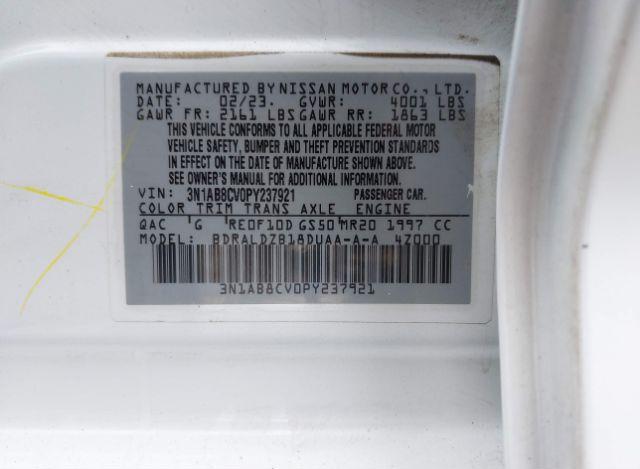 MANUFACTURED BY NISSAN MOTOR CO., LTD.
DATE: 02/23. GVWR: 4001 LBS
GAWR FR: 2161 LBS GAWR RR: 1863 LBS
THIS VEHICLE CONFORMS TO ALL APPLICABLE FEDERAL MOTOR
VEHICLE SAFETY, BUMPER AND THEFT PREVENTION STANDARDS
IN EFFECT ON THE DATE OF MANUFACTURE SHOWN ABOVE.
SEE OWNER'S MANUAL FOR ADDITIONAL INFORMATION.
VIN: 3N1AB8CV0PY237921 PASSENGER CAR.
COLOR TRIM TRANS AXLE ENGINE
QAC G RE0F10D GS50 MR20 1997 CC
MODEL: BDRALDZB18DUAA-A-A 4Z000
3N1AB8CV0PY237921